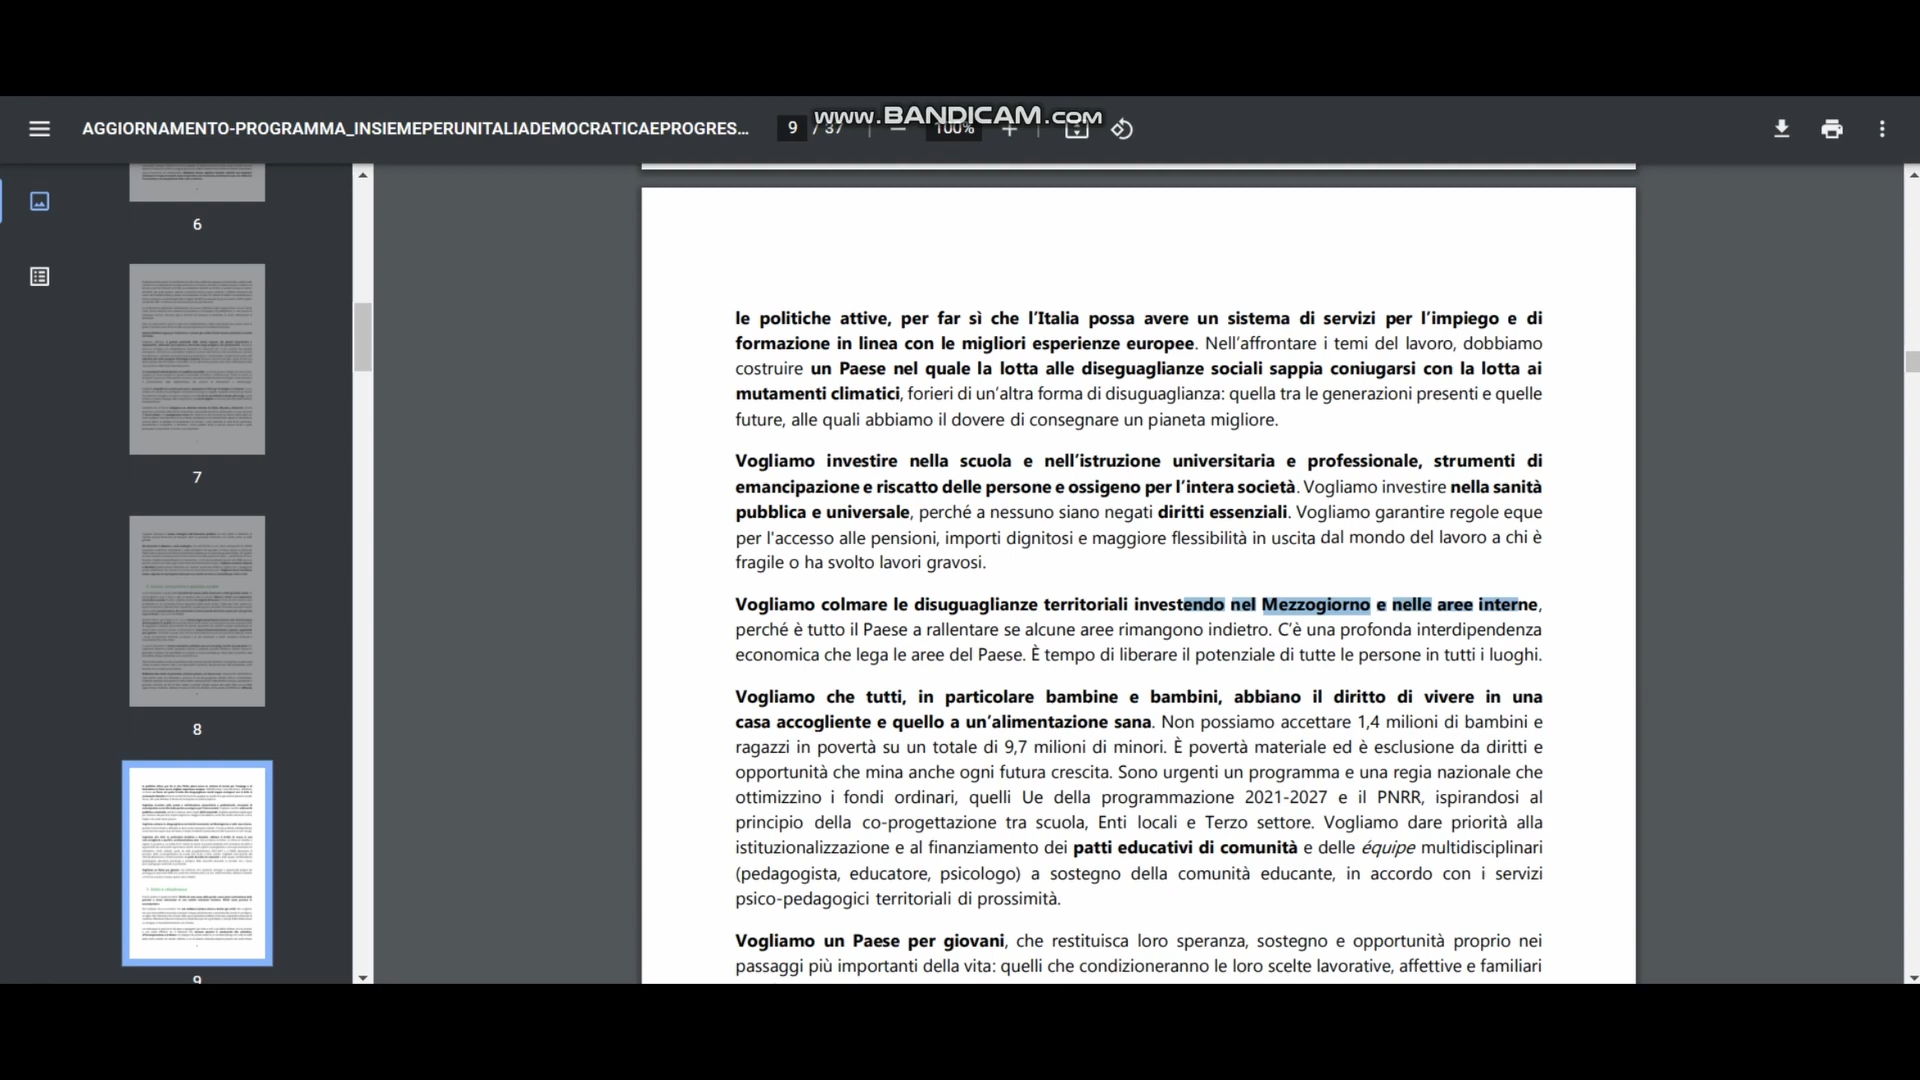 www.BANDICAM.com
AGGIORNAMENTO-PROGRAMMA_INSIEMEPERUNITALIADEMOCRATICAEPROGRES...
9 / 37
100%
6
7
8
9
le politiche attive, per far sì che l’Italia possa avere un sistema di servizi per l’impiego e di
formazione in linea con le migliori esperienze europee. Nell’affrontare i temi del lavoro, dobbiamo
costruire un Paese nel quale la lotta alle diseguaglianze sociali sappia coniugarsi con la lotta ai
mutamenti climatici, forieri di un’altra forma di disuguaglianza: quella tra le generazioni presenti e quelle
future, alle quali abbiamo il dovere di consegnare un pianeta migliore.
Vogliamo investire nella scuola e nell’istruzione universitaria e professionale, strumenti di
emancipazione e riscatto delle persone e ossigeno per l’intera società. Vogliamo investire nella sanità
pubblica e universale, perché a nessuno siano negati diritti essenziali. Vogliamo garantire regole eque
per l'accesso alle pensioni, importi dignitosi e maggiore flessibilità in uscita dal mondo del lavoro a chi è
fragile o ha svolto lavori gravosi.
Vogliamo colmare le disuguaglianze territoriali investendo nel Mezzogiorno e nelle aree interne,
perché è tutto il Paese a rallentare se alcune aree rimangono indietro. C’è una profonda interdipendenza
economica che lega le aree del Paese. È tempo di liberare il potenziale di tutte le persone in tutti i luoghi.
Vogliamo che tutti, in particolare bambine e bambini, abbiano il diritto di vivere in una
casa accogliente e quello a un’alimentazione sana. Non possiamo accettare 1,4 milioni di bambini e
ragazzi in povertà su un totale di 9,7 milioni di minori. È povertà materiale ed è esclusione da diritti e
opportunità che mina anche ogni futura crescita. Sono urgenti un programma e una regia nazionale che
ottimizzino i fondi ordinari, quelli Ue della programmazione 2021-2027 e il PNRR, ispirandosi al
principio della co-progettazione tra scuola, Enti locali e Terzo settore. Vogliamo dare priorità alla
istituzionalizzazione e al finanziamento dei patti educativi di comunità e delle équipe multidisciplinari
(pedagogista, educatore, psicologo) a sostegno della comunità educante, in accordo con i servizi
psico-pedagogici territoriali di prossimità.
Vogliamo un Paese per giovani, che restituisca loro speranza, sostegno e opportunità proprio nei
passaggi più importanti della vita: quelli che condizioneranno le loro scelte lavorative, affettive e familiari